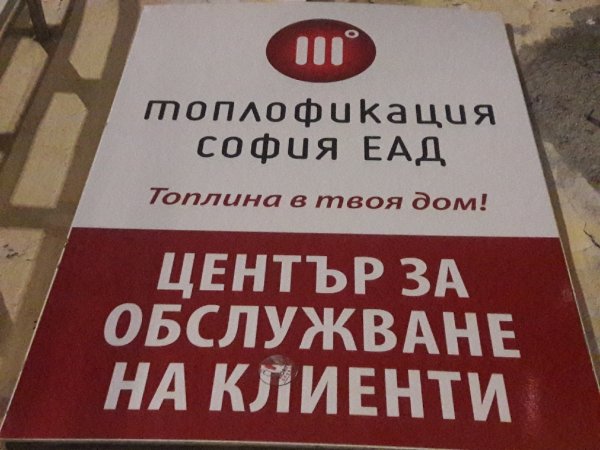 топлофикация
софия ЕАД
Топлина в твоя дом!
ЦЕНТЪР ЗА
ОБСЛУЖВАНЕ
НА КЛИЕНТИ